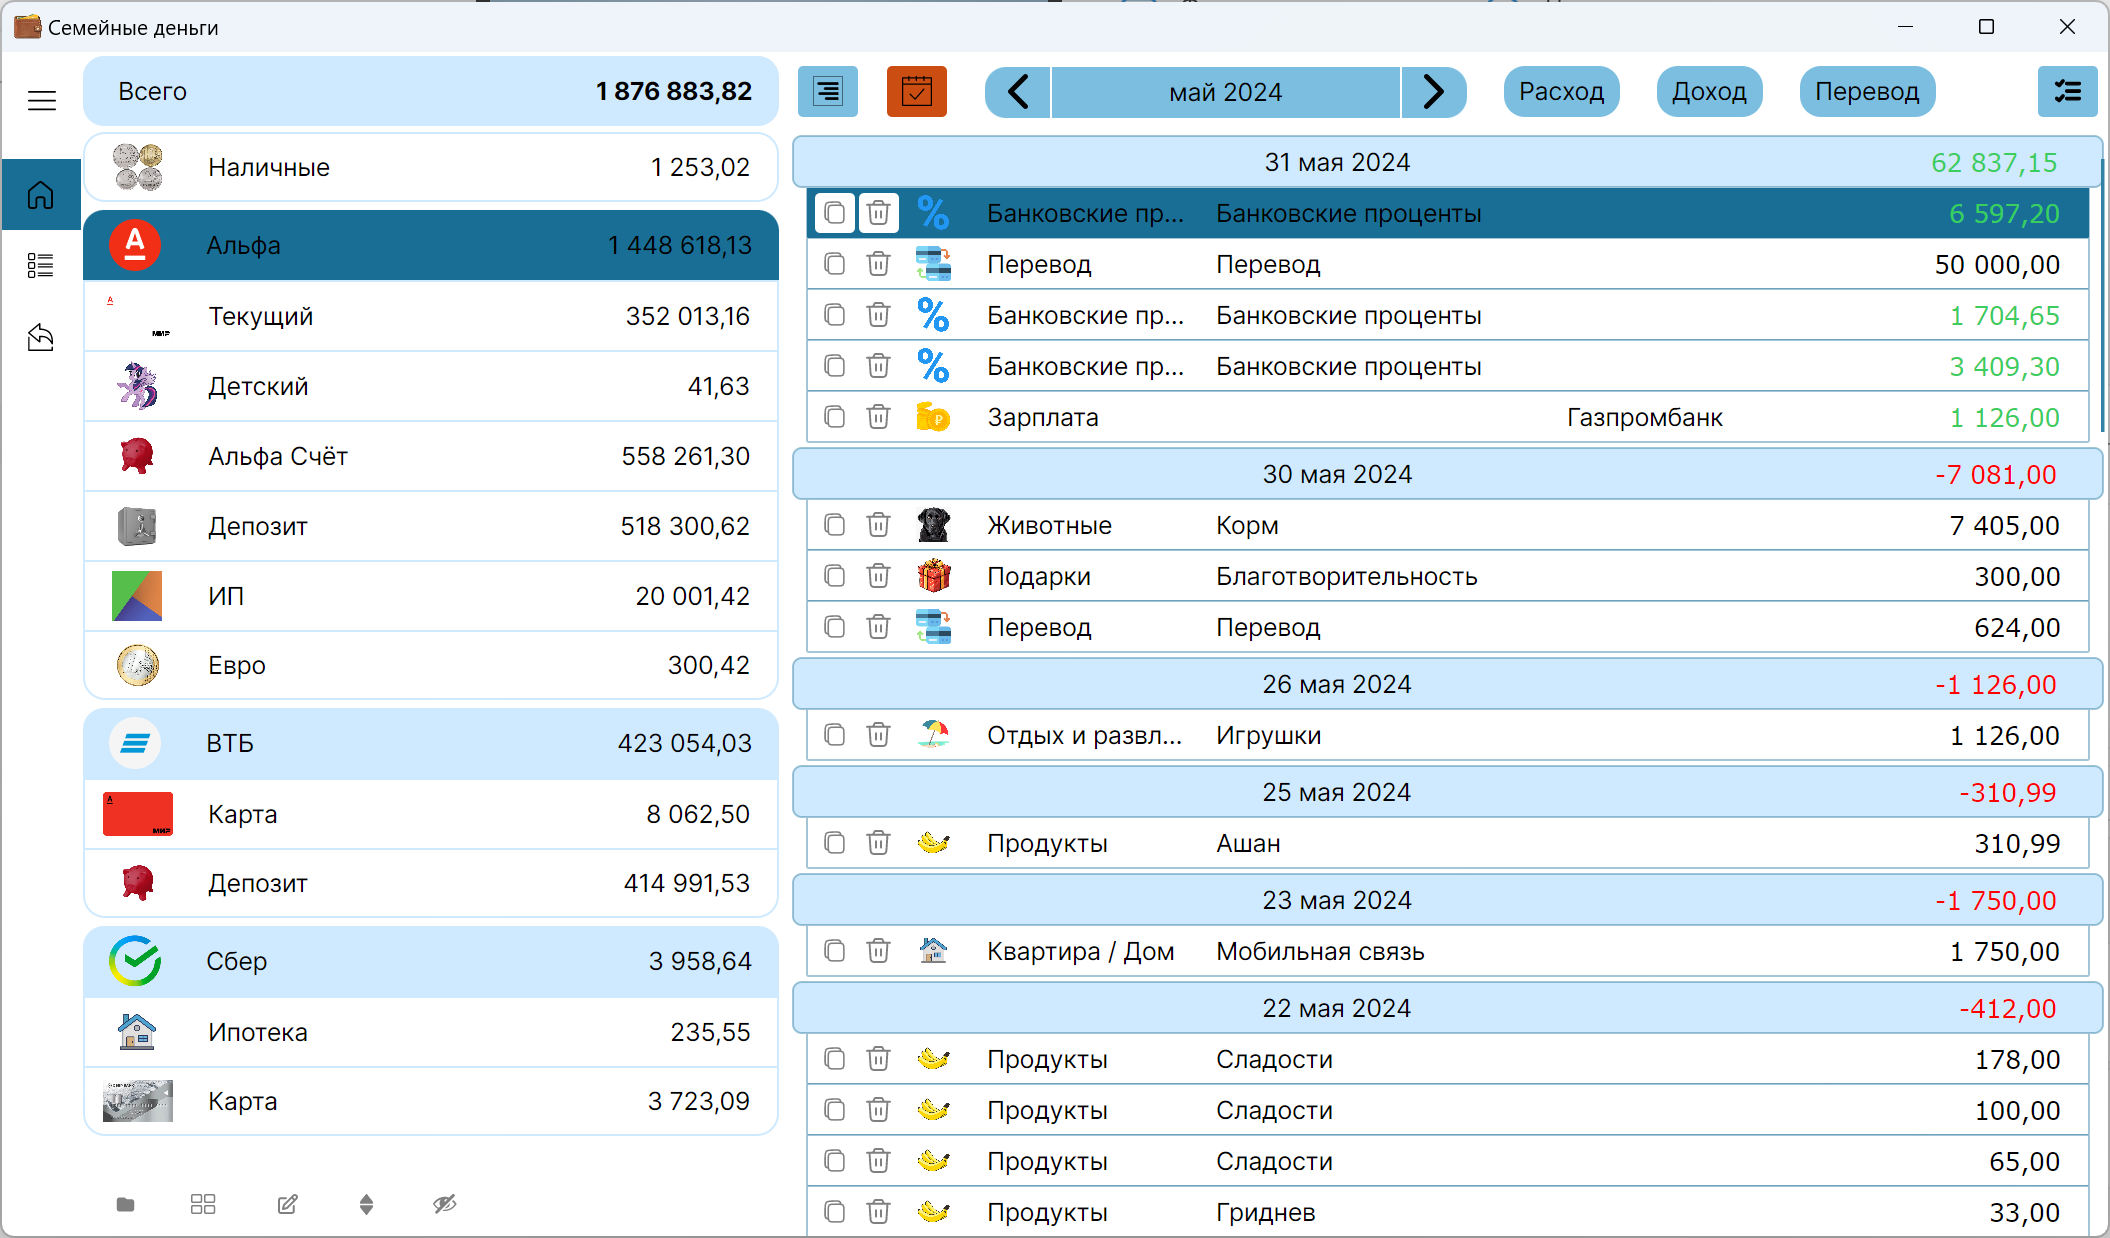 Семейные деньги
Всего 1 876 883,82
Наличные 1 253,02
Альфа 1 448 618,13
Текущий 352 013,16
Детский 41,63
Альфа Счёт 558 261,30
Депозит 518 300,62
ИП 20 001,42
Евро 300,42
ВТБ 423 054,03
Карта 8 062,50
Депозит 414 991,53
Сбер 3 958,64
Ипотека 235,55
Карта 3 723,09
май 2024 Расход Доход Перевод
31 мая 2024 62 837,15
Банковские пр... Банковские проценты 6 597,20
Перевод Перевод 50 000,00
Банковские пр... Банковские проценты 1 704,65
Банковские пр... Банковские проценты 3 409,30
Зарплата Газпромбанк 1 126,00
30 мая 2024 -7 081,00
Животные Корм 7 405,00
Подарки Благотворительность 300,00
Перевод Перевод 624,00
26 мая 2024 -1 126,00
Отдых и развл... Игрушки 1 126,00
25 мая 2024 -310,99
Продукты Ашан 310,99
23 мая 2024 -1 750,00
Квартира / Дом Мобильная связь 1 750,00
22 мая 2024 -412,00
Продукты Сладости 178,00
Продукты Сладости 100,00
Продукты Сладости 65,00
Продукты Гриднев 33,00